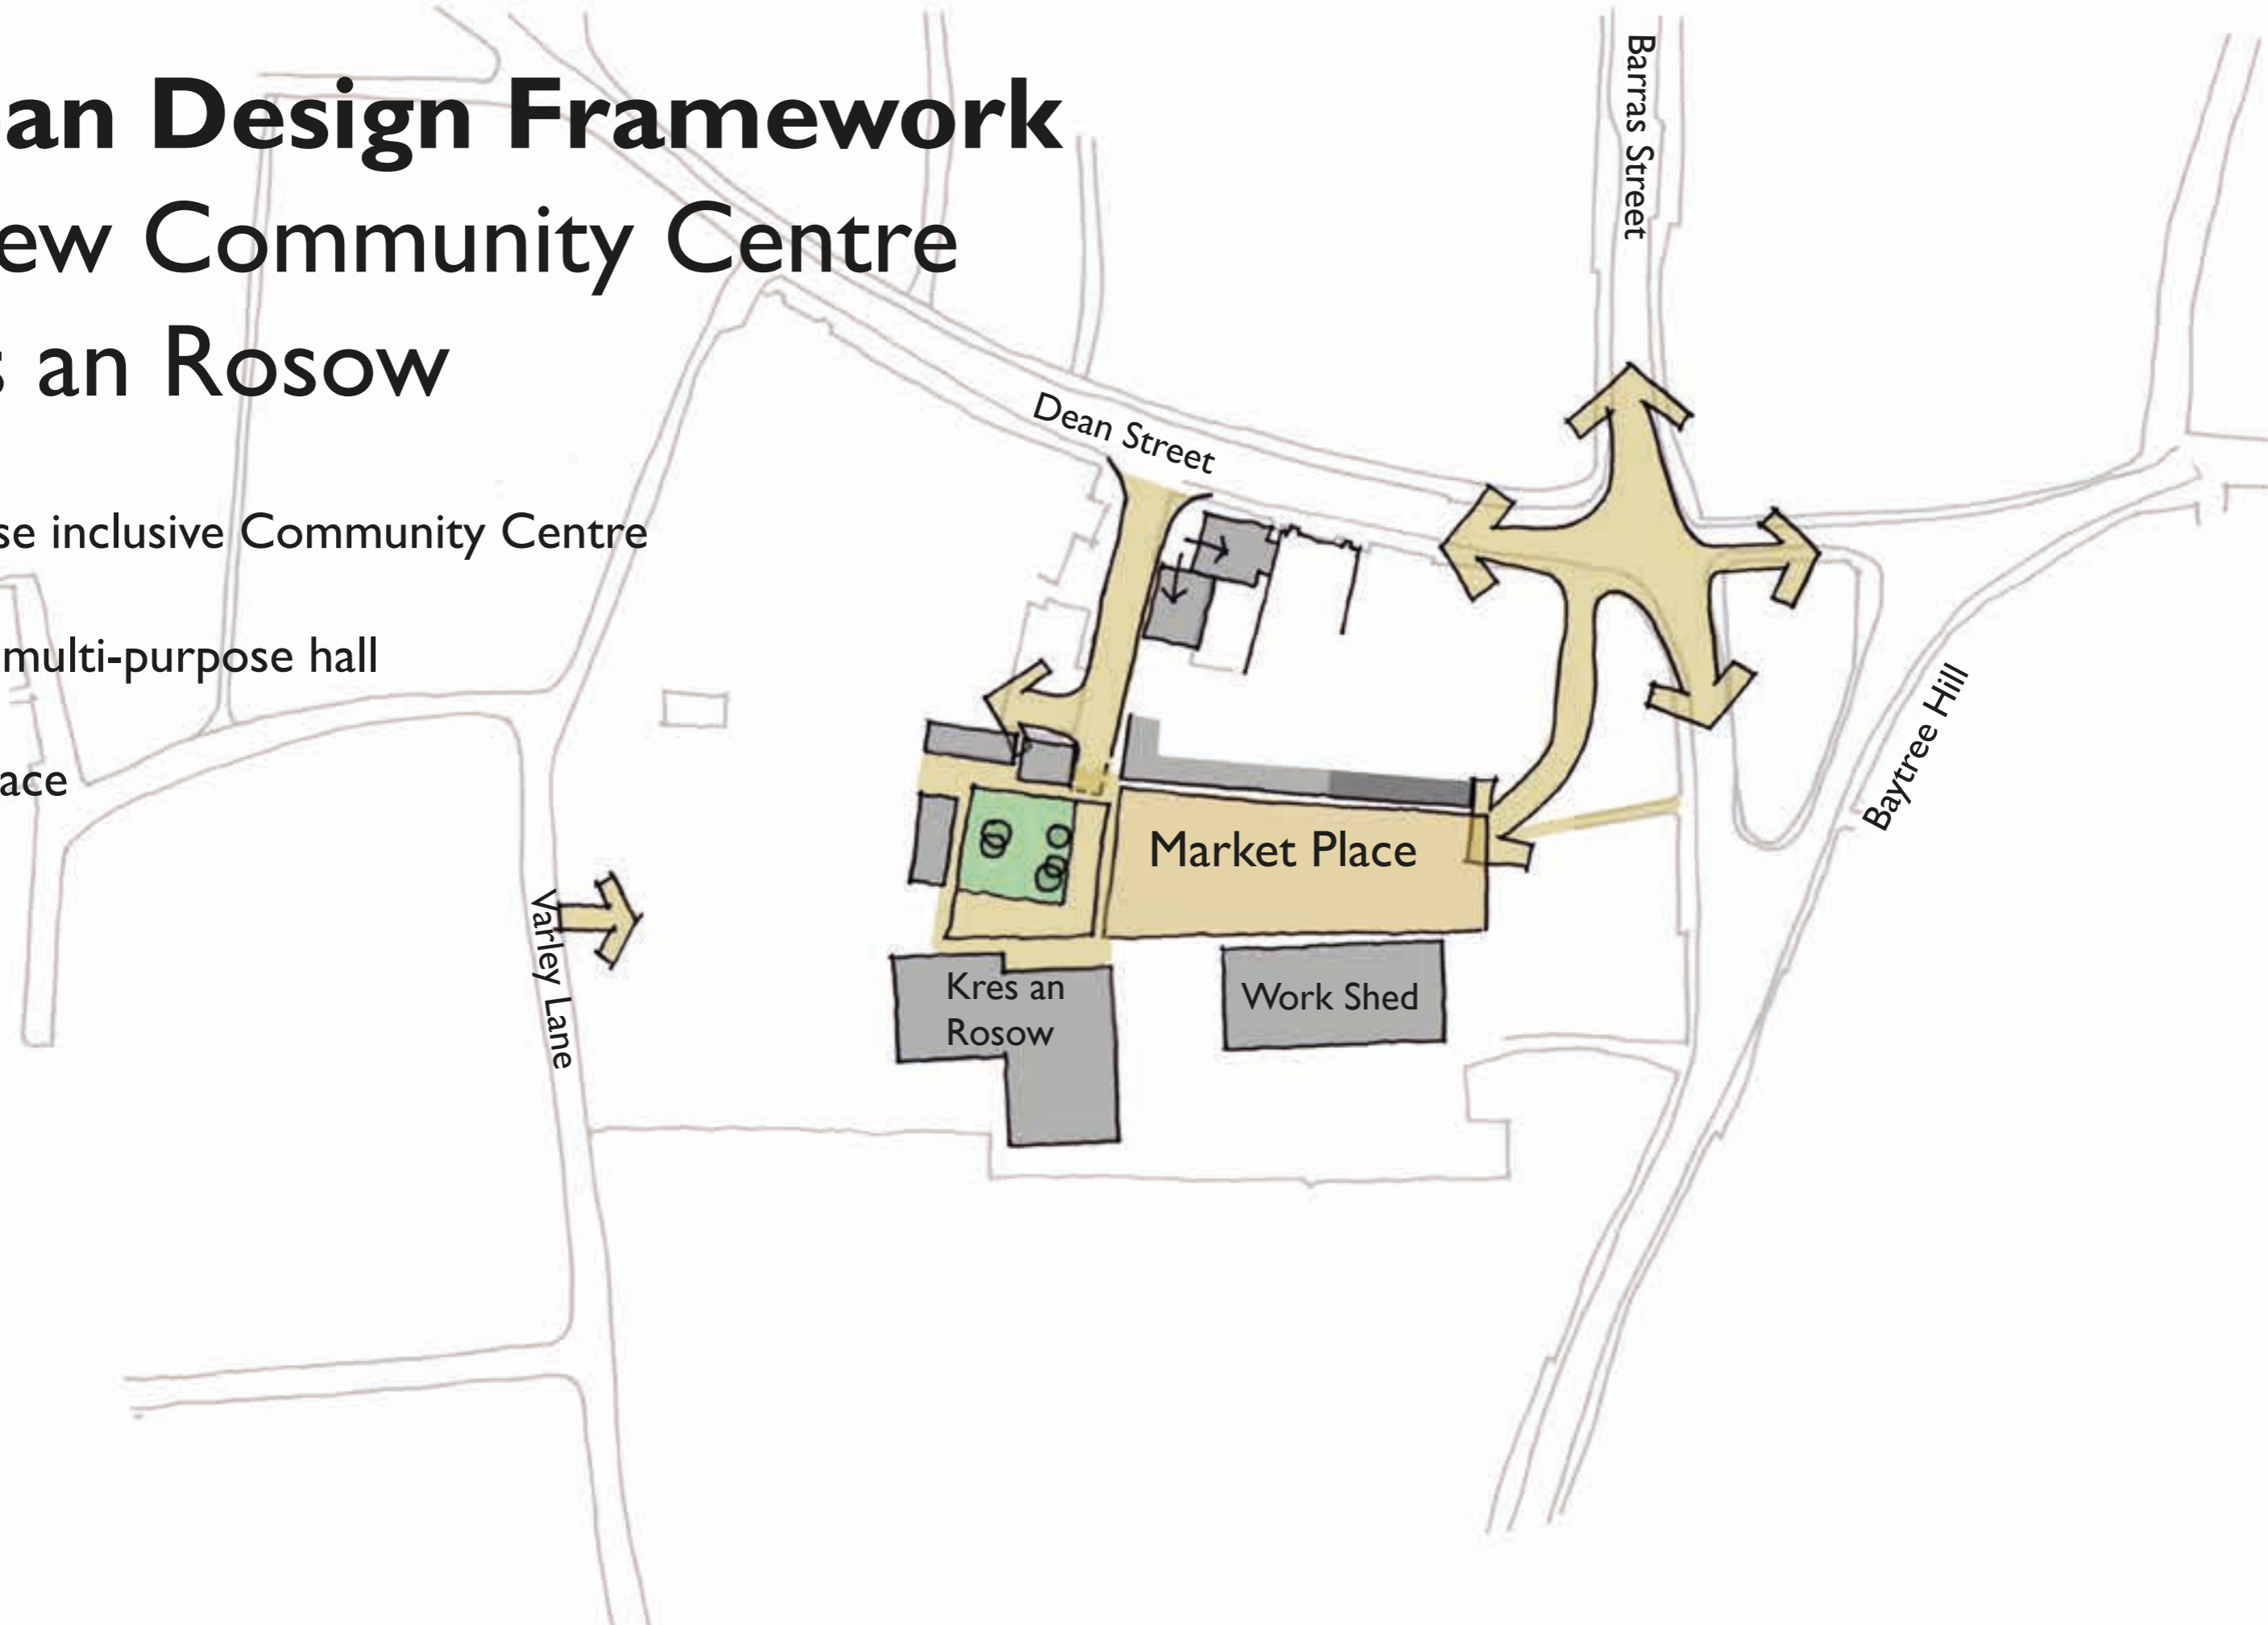 an Design Framework
ew Community Centre
s an Rosow
se inclusive Community Centre
multi-purpose hall
ace
Barras Street
Dean Street
Baytree Hill
Market Place
Varley Lane
Kres an
Rosow
Work Shed